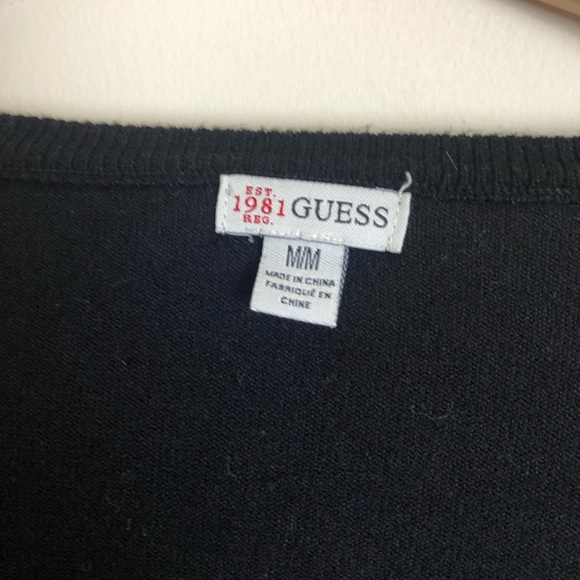 EST.
1981 GUESS
REG.
M/M
MADE IN CHINA
FABRIQUÉ EN
CHINE